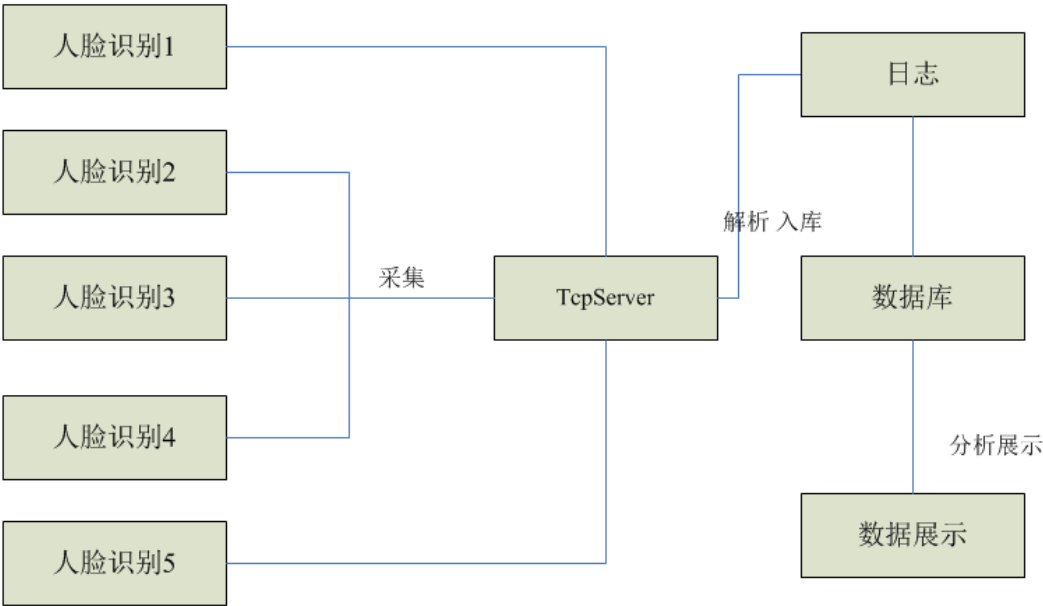 人脸识别1
人脸识别2
人脸识别3
人脸识别4
人脸识别5
采集
TcpServer
解析 入库
日志
数据库
分析展示
数据展示